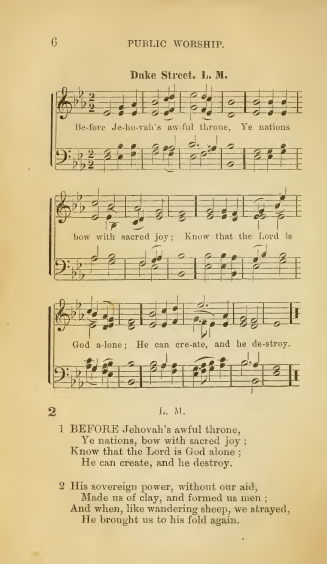 6 PUBLIC WORSHIP.
Duke Street. L. M.
Be-fore Je-ho-vah's aw-ful throne, Ye nations
bow with sacred joy; Know that the Lord is
God a-lone; He can cre-ate, and he de-stroy.
2 L. M.
1 BEFORE Jehovah's awful throne,
Ye nations, bow with sacred joy;
Know that the Lord is God alone;
He can create, and he destroy.
2 His sovereign power, without our aid,
Made us of clay, and formed us men;
And when, like wandering sheep, we strayed,
He brought us to his fold again.